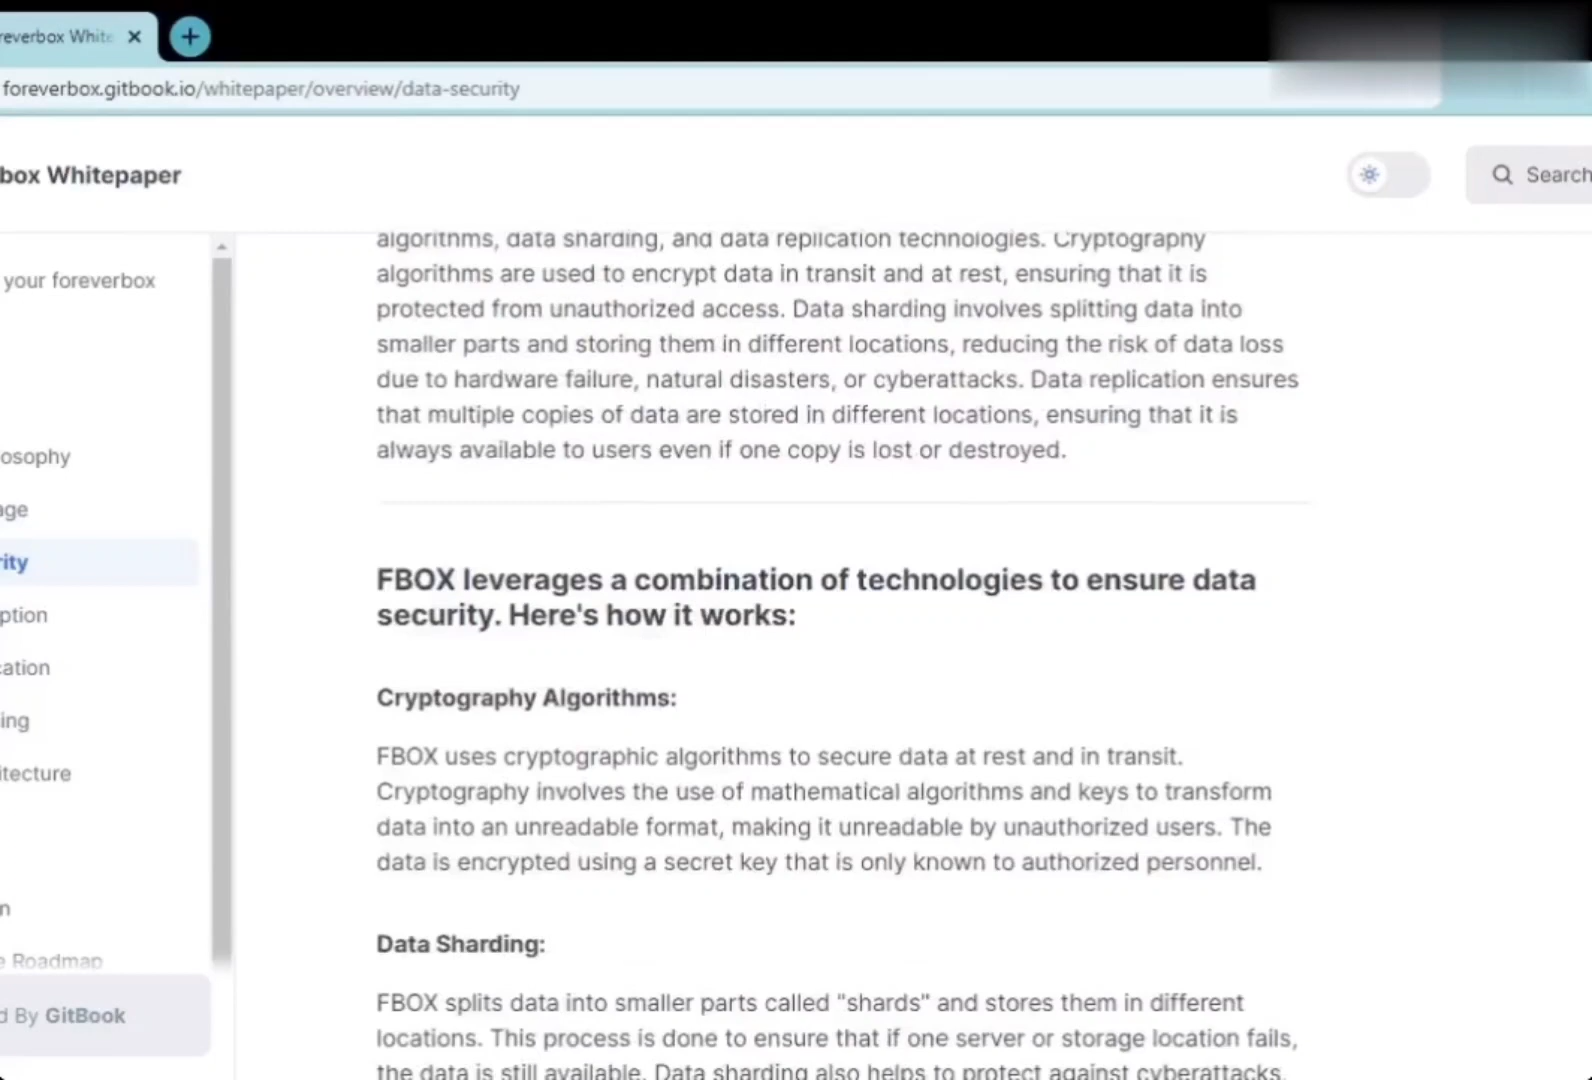 reverbox White
foreverbox.gitbook.io/whitepaper/overview/data-security
box Whitepaper
Search
your foreverbox
osophy
age
rity
ption
cation
ing
itecture
n
e Roadmap
d By GitBook
algorithms, data sharding, and data replication technologies. Cryptography
algorithms are used to encrypt data in transit and at rest, ensuring that it is
protected from unauthorized access. Data sharding involves splitting data into
smaller parts and storing them in different locations, reducing the risk of data loss
due to hardware failure, natural disasters, or cyberattacks. Data replication ensures
that multiple copies of data are stored in different locations, ensuring that it is
always available to users even if one copy is lost or destroyed.
FBOX leverages a combination of technologies to ensure data
security. Here's how it works:
Cryptography Algorithms:
FBOX uses cryptographic algorithms to secure data at rest and in transit.
Cryptography involves the use of mathematical algorithms and keys to transform
data into an unreadable format, making it unreadable by unauthorized users. The
data is encrypted using a secret key that is only known to authorized personnel.
Data Sharding:
FBOX splits data into smaller parts called "shards" and stores them in different
locations. This process is done to ensure that if one server or storage location fails,
the data is still available. Data sharding also helps to protect against cyberattacks,